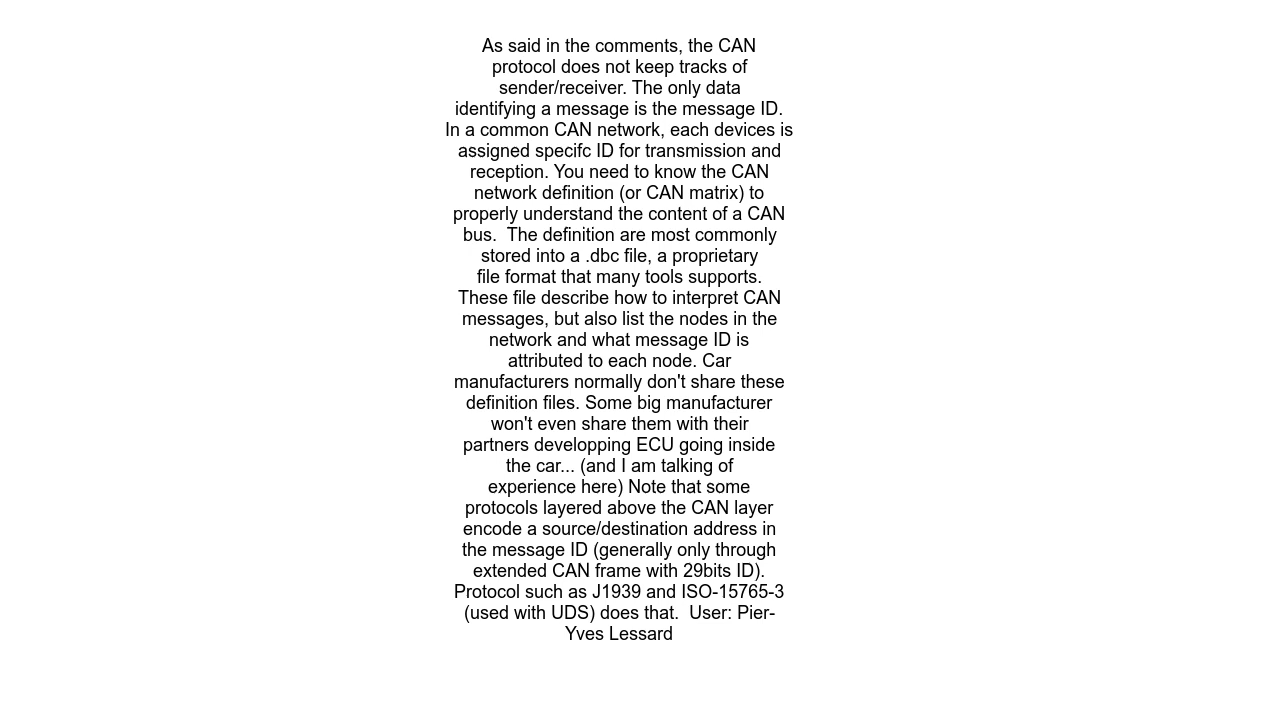 As said in the comments, the CAN
protocol does not keep tracks of
sender/receiver. The only data
identifying a message is the message ID.
In a common CAN network, each devices is
assigned specifc ID for transmission and
reception. You need to know the CAN
network definition (or CAN matrix) to
properly understand the content of a CAN
bus.  The definition are most commonly
stored into a .dbc file, a proprietary
file format that many tools supports.
These file describe how to interpret CAN
messages, but also list the nodes in the
network and what message ID is
attributed to each node. Car
manufacturers normally don't share these
definition files. Some big manufacturer
won't even share them with their
partners developping ECU going inside
the car... (and I am talking of
experience here) Note that some
protocols layered above the CAN layer
encode a source/destination address in
the message ID (generally only through
extended CAN frame with 29bits ID).
Protocol such as J1939 and ISO-15765-3
(used with UDS) does that.  User: Pier-
Yves Lessard